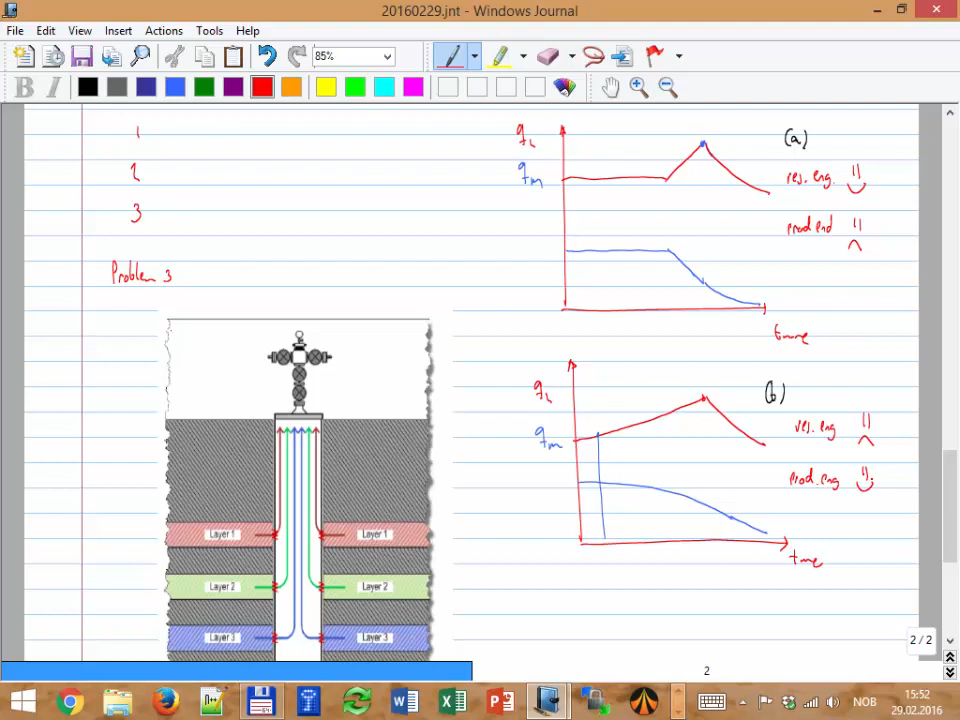 20160229.jnt - Windows Journal
File Edit View Insert Actions Tools Help
85%
1
2
3
Problem 3
Layer 1 Layer 1
Layer 2 Layer 2
Layer 3 Layer 3
qL
qm
(a)
res. eng.
prod end
time
qL
qm
(b)
res. eng
prod. eng
time
2
2 / 2
NOB
15:52
29.02.2016